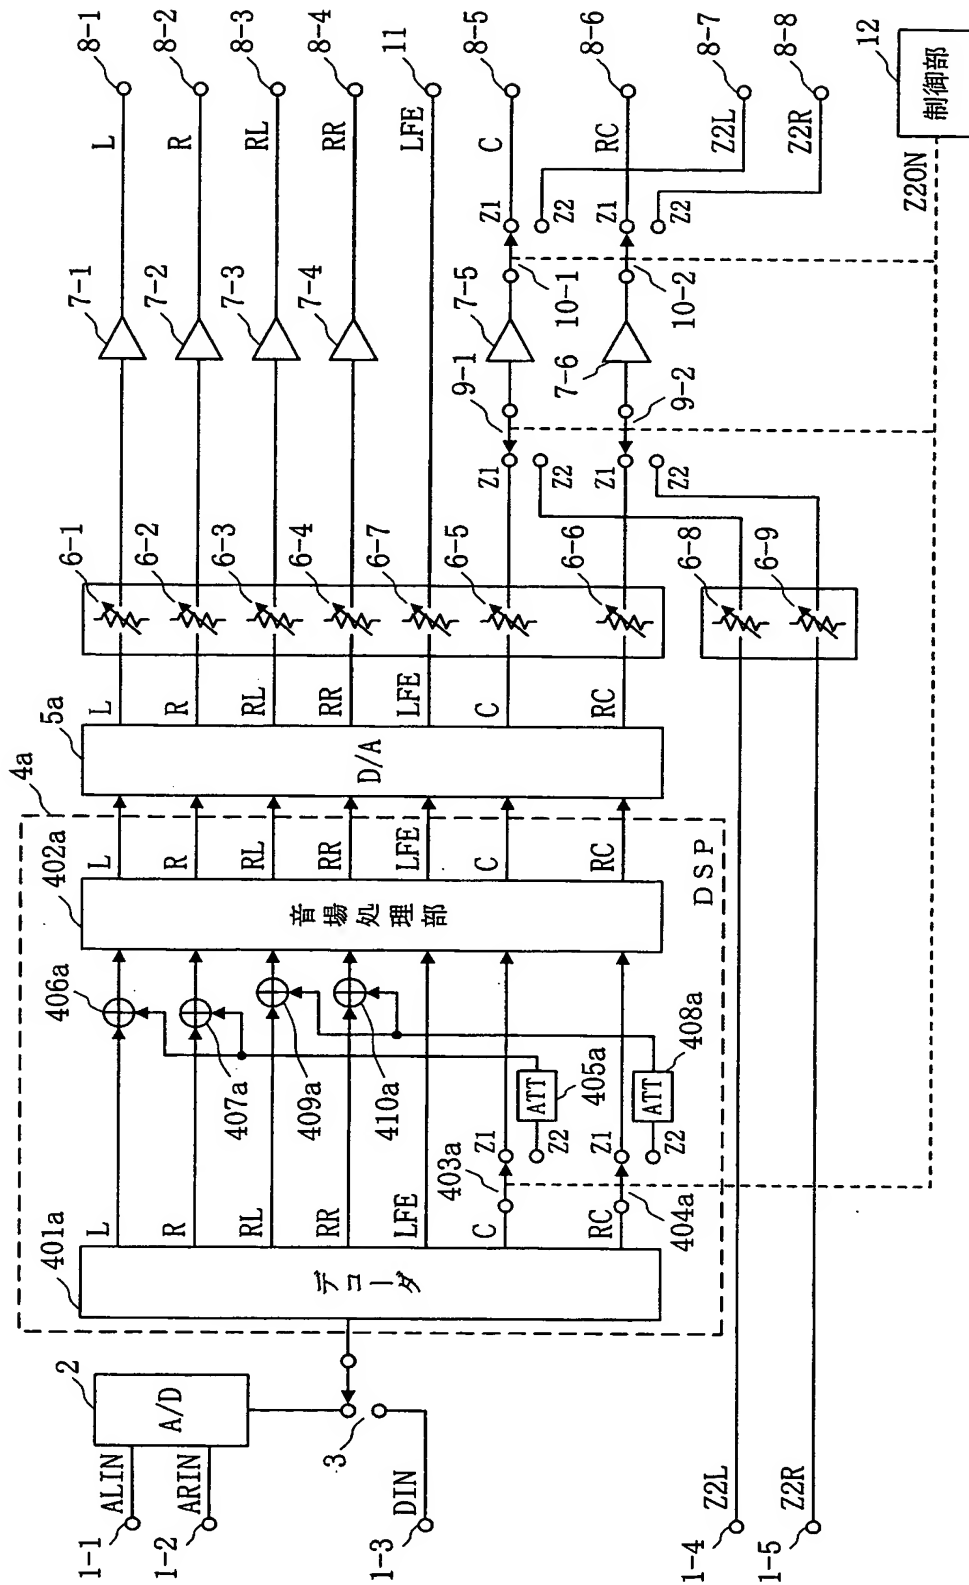 1-1
ALIN
1-2
ARIN
2
A/D
3
DIN
1-3
1-4
Z2L
1-5
Z2R
4a
DSP
401a
デコーダ
L
R
RL
RR
LFE
C
RC
403a
404a
Z1
Z2
Z1
Z2
ATT
405a
ATT
408a
406a
407a
409a
410a
402a
音場処理部
L
R
RL
RR
LFE
C
RC
5a
D/A
L
R
RL
RR
LFE
C
RC
6-1
6-2
6-3
6-4
6-7
6-5
6-6
6-8
6-9
Z1
Z2
Z1
Z2
9-1
9-2
7-1
7-2
7-3
7-4
7-5
7-6
10-1
10-2
Z1
Z2
Z1
Z2
L
R
RL
RR
LFE
C
RC
Z2L
Z2R
8-1
8-2
8-3
8-4
11
8-5
8-6
8-7
8-8
12
制御部
Z2ON